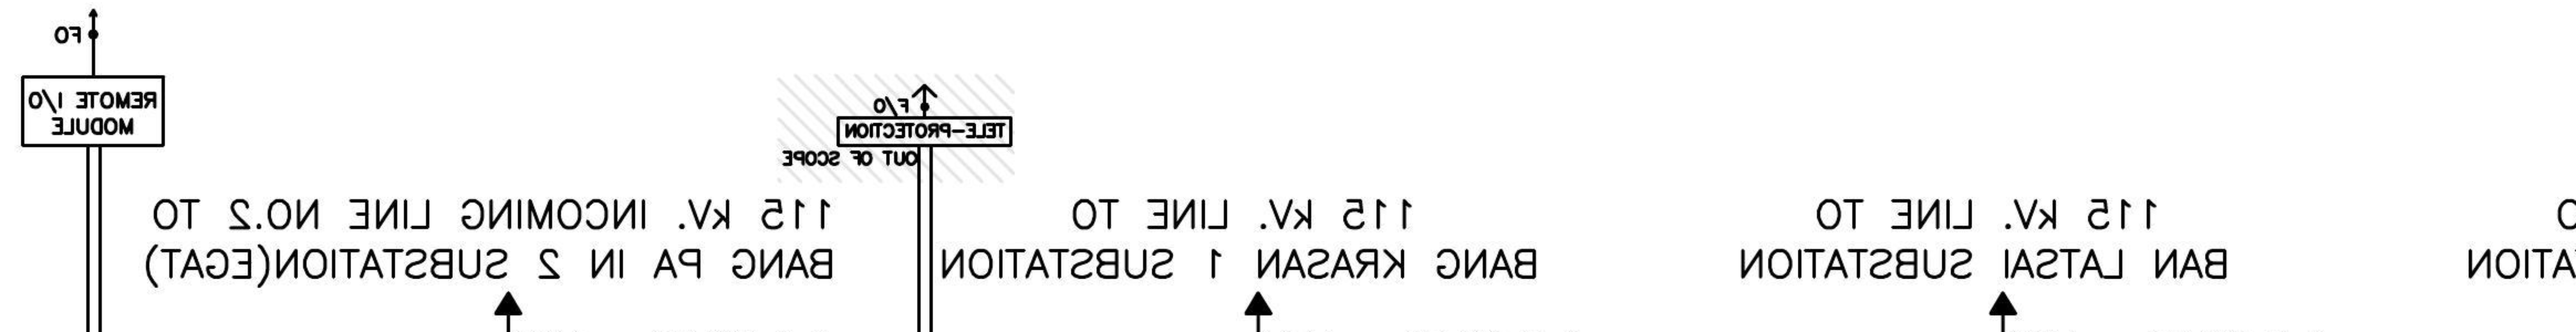 FO
REMOTE I/O
MODULE
F/O
TELE-PROTECTION
OUT OF SCOPE
115 kV. INCOMING LINE NO.2 TO
BANG PA IN 2 SUBSTATION(EGAT)
115 kV. LINE TO
BANG KRASAN 1 SUBSTATION
115 kV. LINE TO
BAN LATSAI SUBSTATION